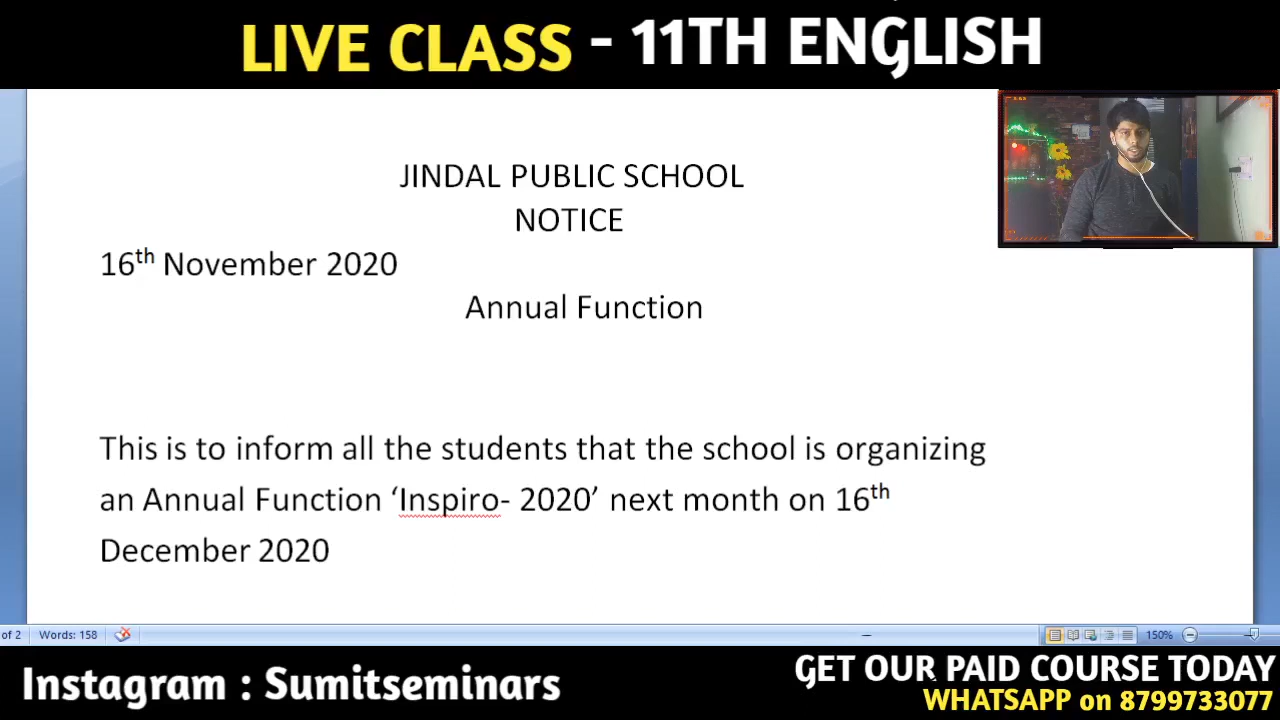 LIVE CLASS - 11TH ENGLISH
JINDAL PUBLIC SCHOOL
NOTICE
16th November 2020
Annual Function
This is to inform all the students that the school is organizing
an Annual Function ‘Inspiro- 2020’ next month on 16th
December 2020
of 2 Words: 158 150%
Instagram : Sumitseminars
GET OUR PAID COURSE TODAY
WHATSAPP on 8799733077